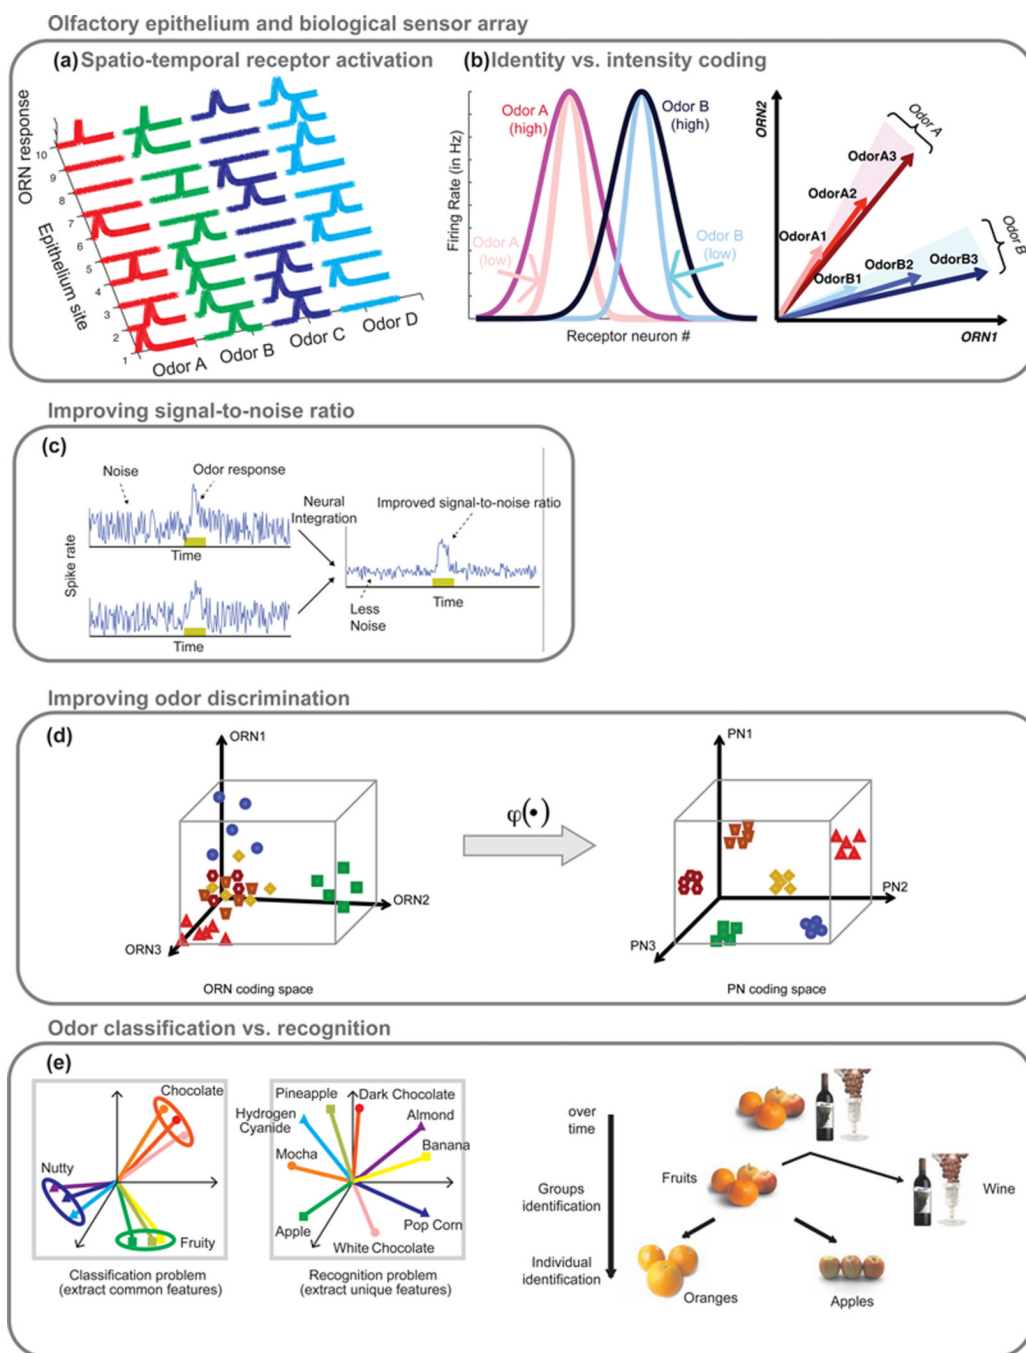 Olfactory epithelium and biological sensor array
(a) Spatio-temporal receptor activation
ORN response
Epithelium site
10
9
8
7
6
5
4
3
2
1
Odor A
Odor B
Odor C
Odor D
(b) Identity vs. intensity coding
Firing Rate (in Hz)
Odor A
(high)
Odor B
(high)
Odor A
(low)
Odor B
(low)
Receptor neuron #
ORN2
Odor A
OdorA3
OdorA2
OdorA1
Odor B
OdorB1
OdorB2
OdorB3
ORN1
Improving signal-to-noise ratio
(c)
Noise
Odor response
Spike rate
Time
Time
Neural
Integration
Improved signal-to-noise ratio
Less
Noise
Time
Improving odor discrimination
(d)
ORN1
ORN2
ORN3
ORN coding space
φ(•)
PN1
PN2
PN3
PN coding space
Odor classification vs. recognition
(e)
Chocolate
Nutty
Fruity
Classification problem
(extract common features)
Pineapple
Dark Chocolate
Hydrogen
Cyanide
Almond
Banana
Mocha
Apple
Pop Corn
White Chocolate
Recognition problem
(extract unique features)
over
time
Groups
identification
Individual
identification
Fruits
Wine
Oranges
Apples